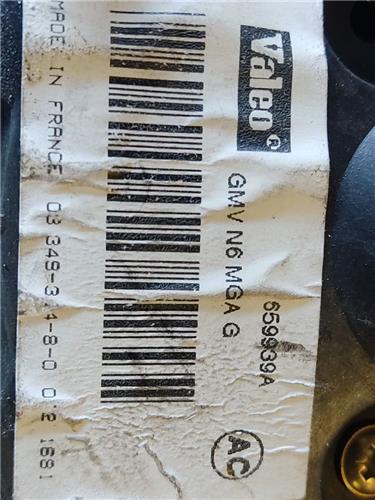 Valeo®
GMV N6 MGA G
659939A
AC
MADE IN FRANCE 03 349-3 4-8-0 0 2 1681